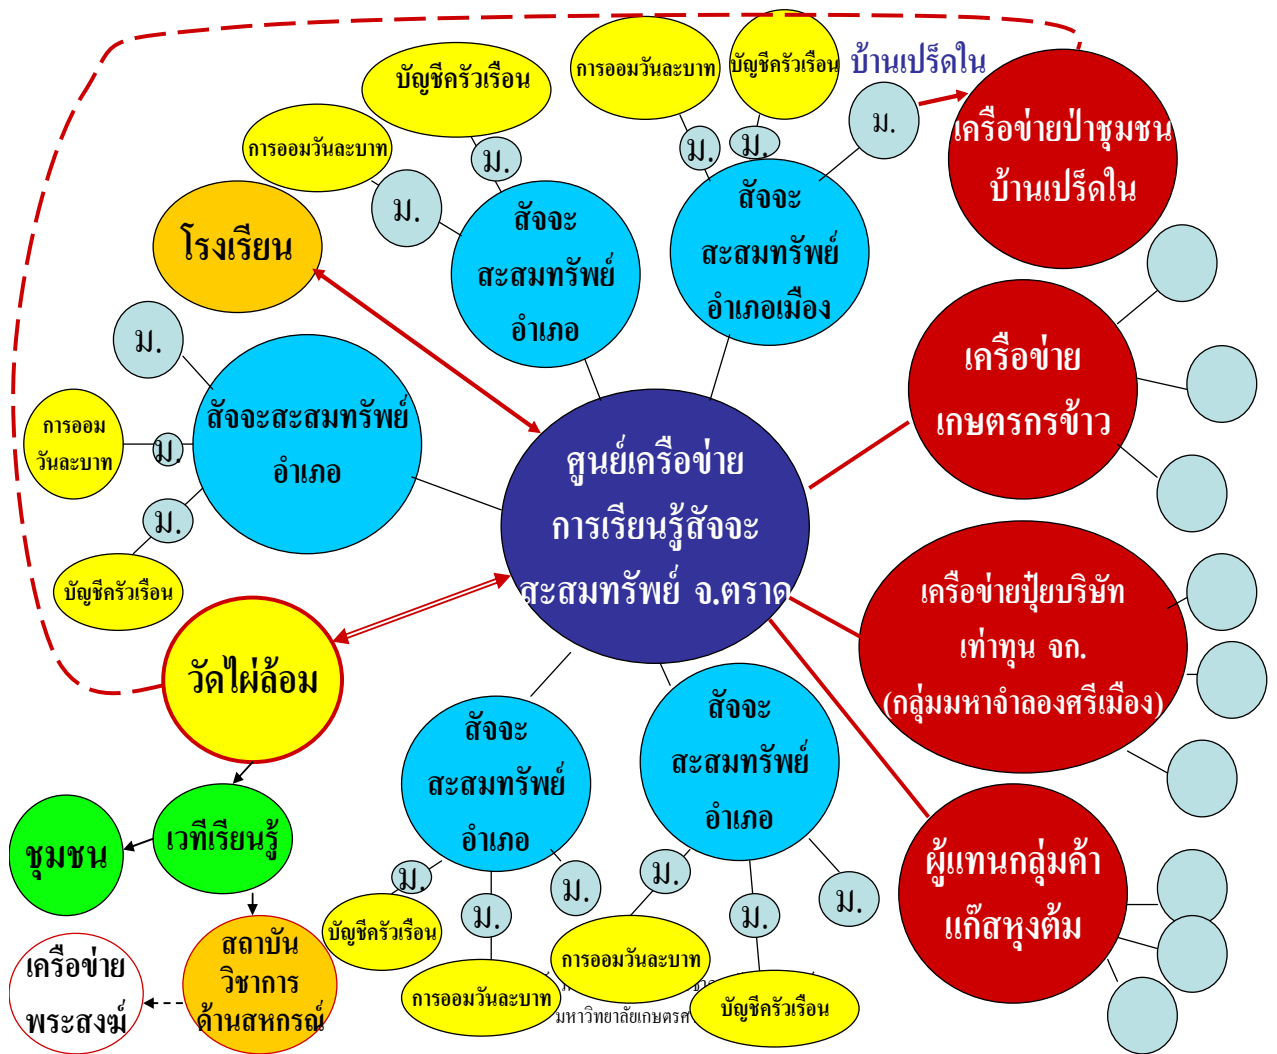 การออมวันละบาท
บัญชีครัวเรือน
บ้านเปร็ดใน
บัญชีครัวเรือน
ม.
เครือข่ายป่าชุมชน
บ้านเปร็ดใน
การออมวันละบาท
ม.
ม.
ม.
ม.
โรงเรียน
สัจจะ
สะสมทรัพย์
อำเภอ
สัจจะ
สะสมทรัพย์
อำเภอเมือง
ม.
เครือข่าย
เกษตรกรข้าว
สัจจะสะสมทรัพย์
อำเภอ
การออม
วันละบาท
ม.
ม.
บัญชีครัวเรือน
ศูนย์เครือข่าย
การเรียนรู้สัจจะ
สะสมทรัพย์ จ.ตราด
เครือข่ายปุ๋ยบริษัท
เท่าทุน จก.
(กลุ่มมหาจำลองศรีเมือง)
วัดไผ่ล้อม
สัจจะ
สะสมทรัพย์
อำเภอ
สัจจะ
สะสมทรัพย์
อำเภอ
เวทีเรียนรู้
ชุมชน
ผู้แทนกลุ่มค้า
แก๊สหุงต้ม
ม.
ม.
ม.
ม.
ม.
ม.
บัญชีครัวเรือน
การออมวันละบาท
การออมวันละบาท
บัญชีครัวเรือน
สถาบัน
วิชาการ
ด้านสหกรณ์
เครือข่าย
พระสงฆ์
มหาวิทยาลัยเกษตรศ